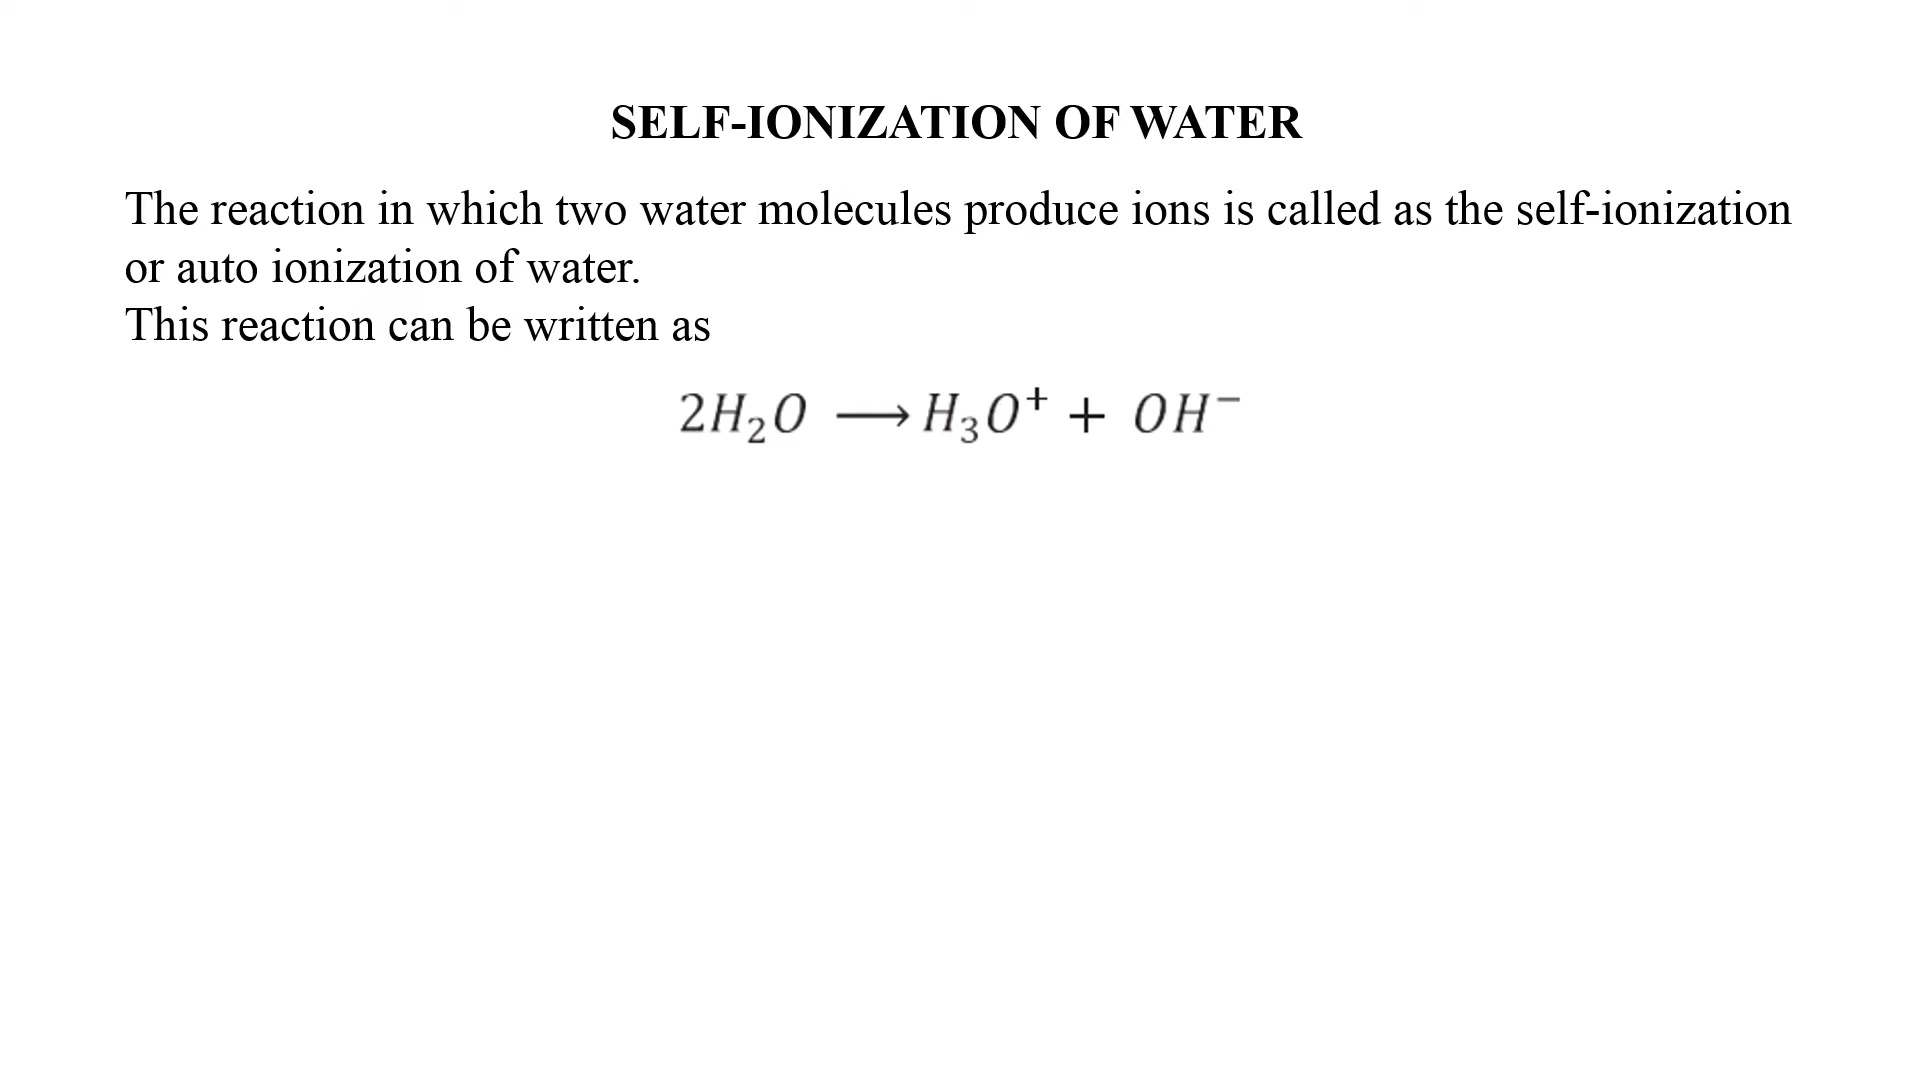 SELF-IONIZATION OF WATER
The reaction in which two water molecules produce ions is called as the self-ionization
or auto ionization of water.
This reaction can be written as
2H₂O ⟶ H₃O⁺ + OH⁻